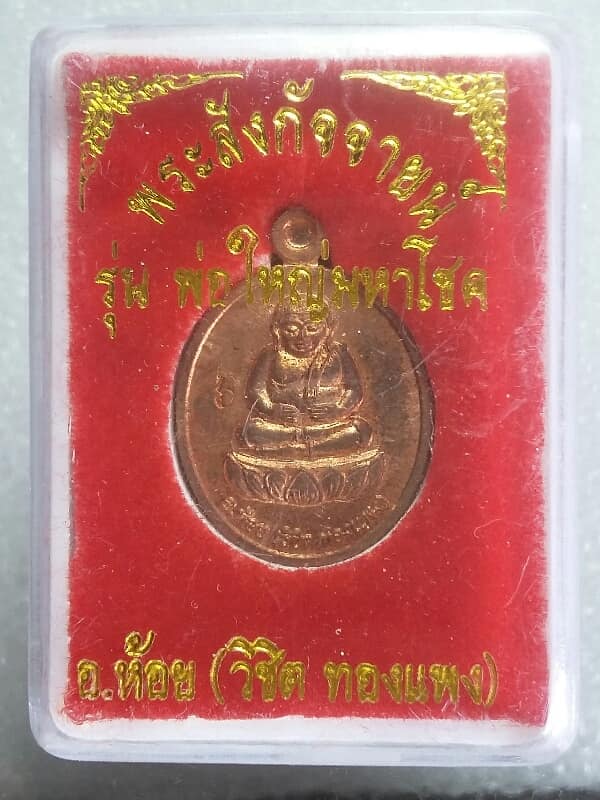 พระสังกัจจายน์
รุ่น พ่อใหญ่มหาโชค
อ.ห้อย (วิชิต ทองแพง)